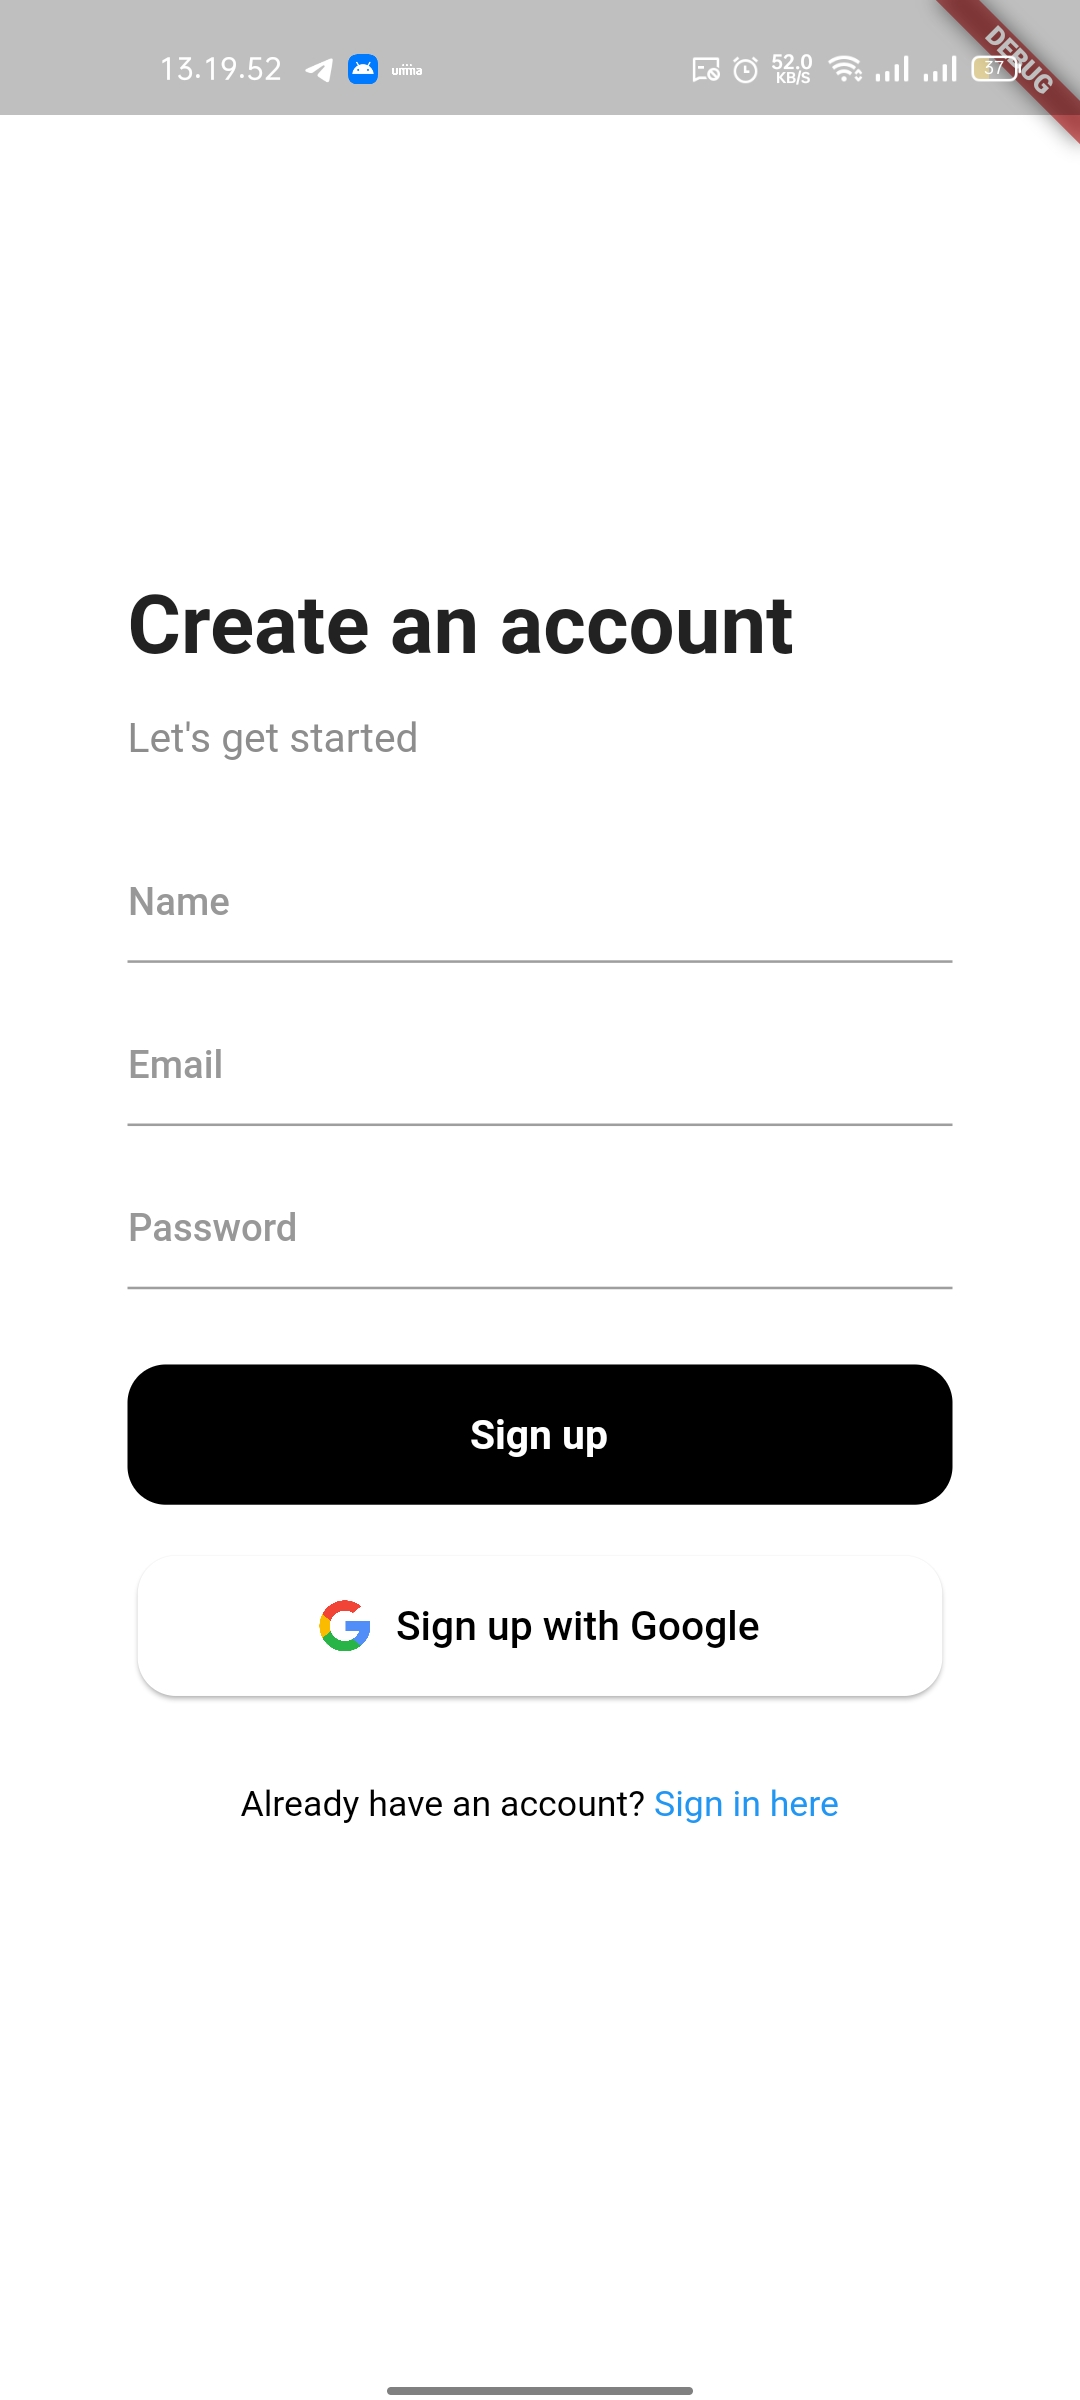 13.19.52
umma
52.0
KB/S
37
DEBUG
Create an account
Let's get started
Name
Email
Password
Sign up
Sign up with Google
Already have an account? Sign in here